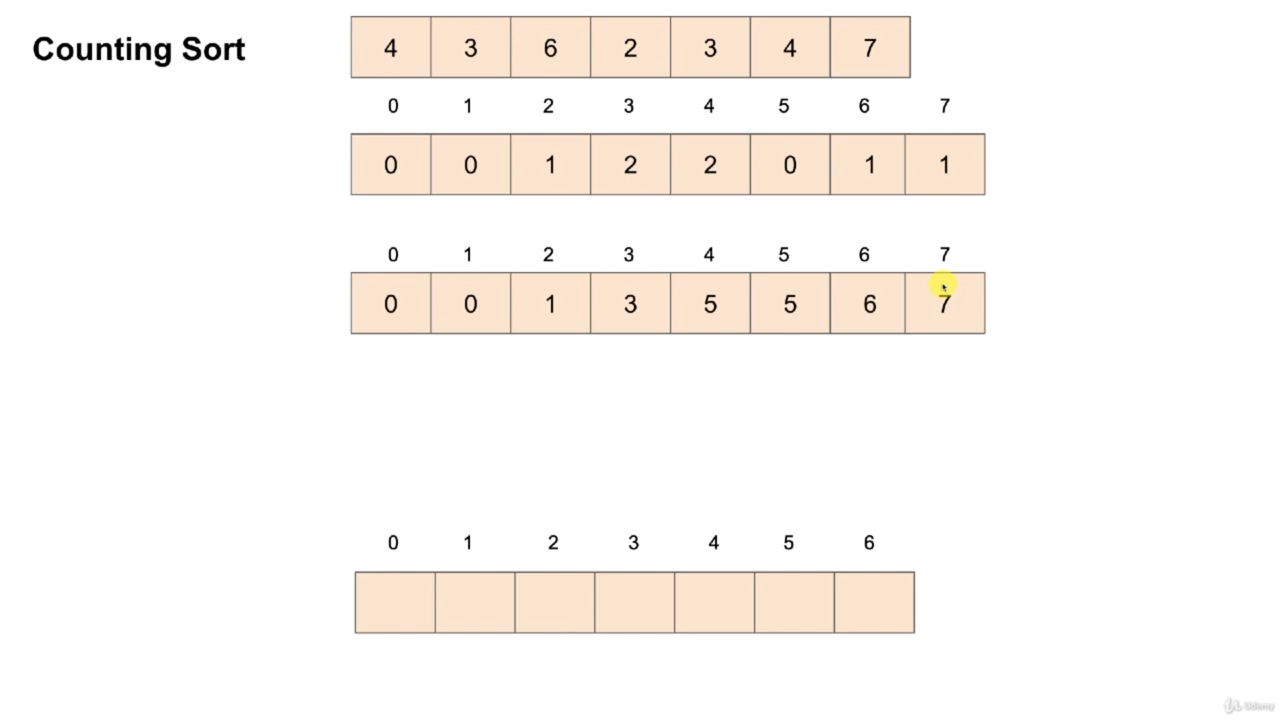 Counting Sort
4 3 6 2 3 4 7
0 1 2 3 4 5 6 7
0 0 1 2 2 0 1 1
0 1 2 3 4 5 6 7
0 0 1 3 5 5 6 7
0 1 2 3 4 5 6
Udemy